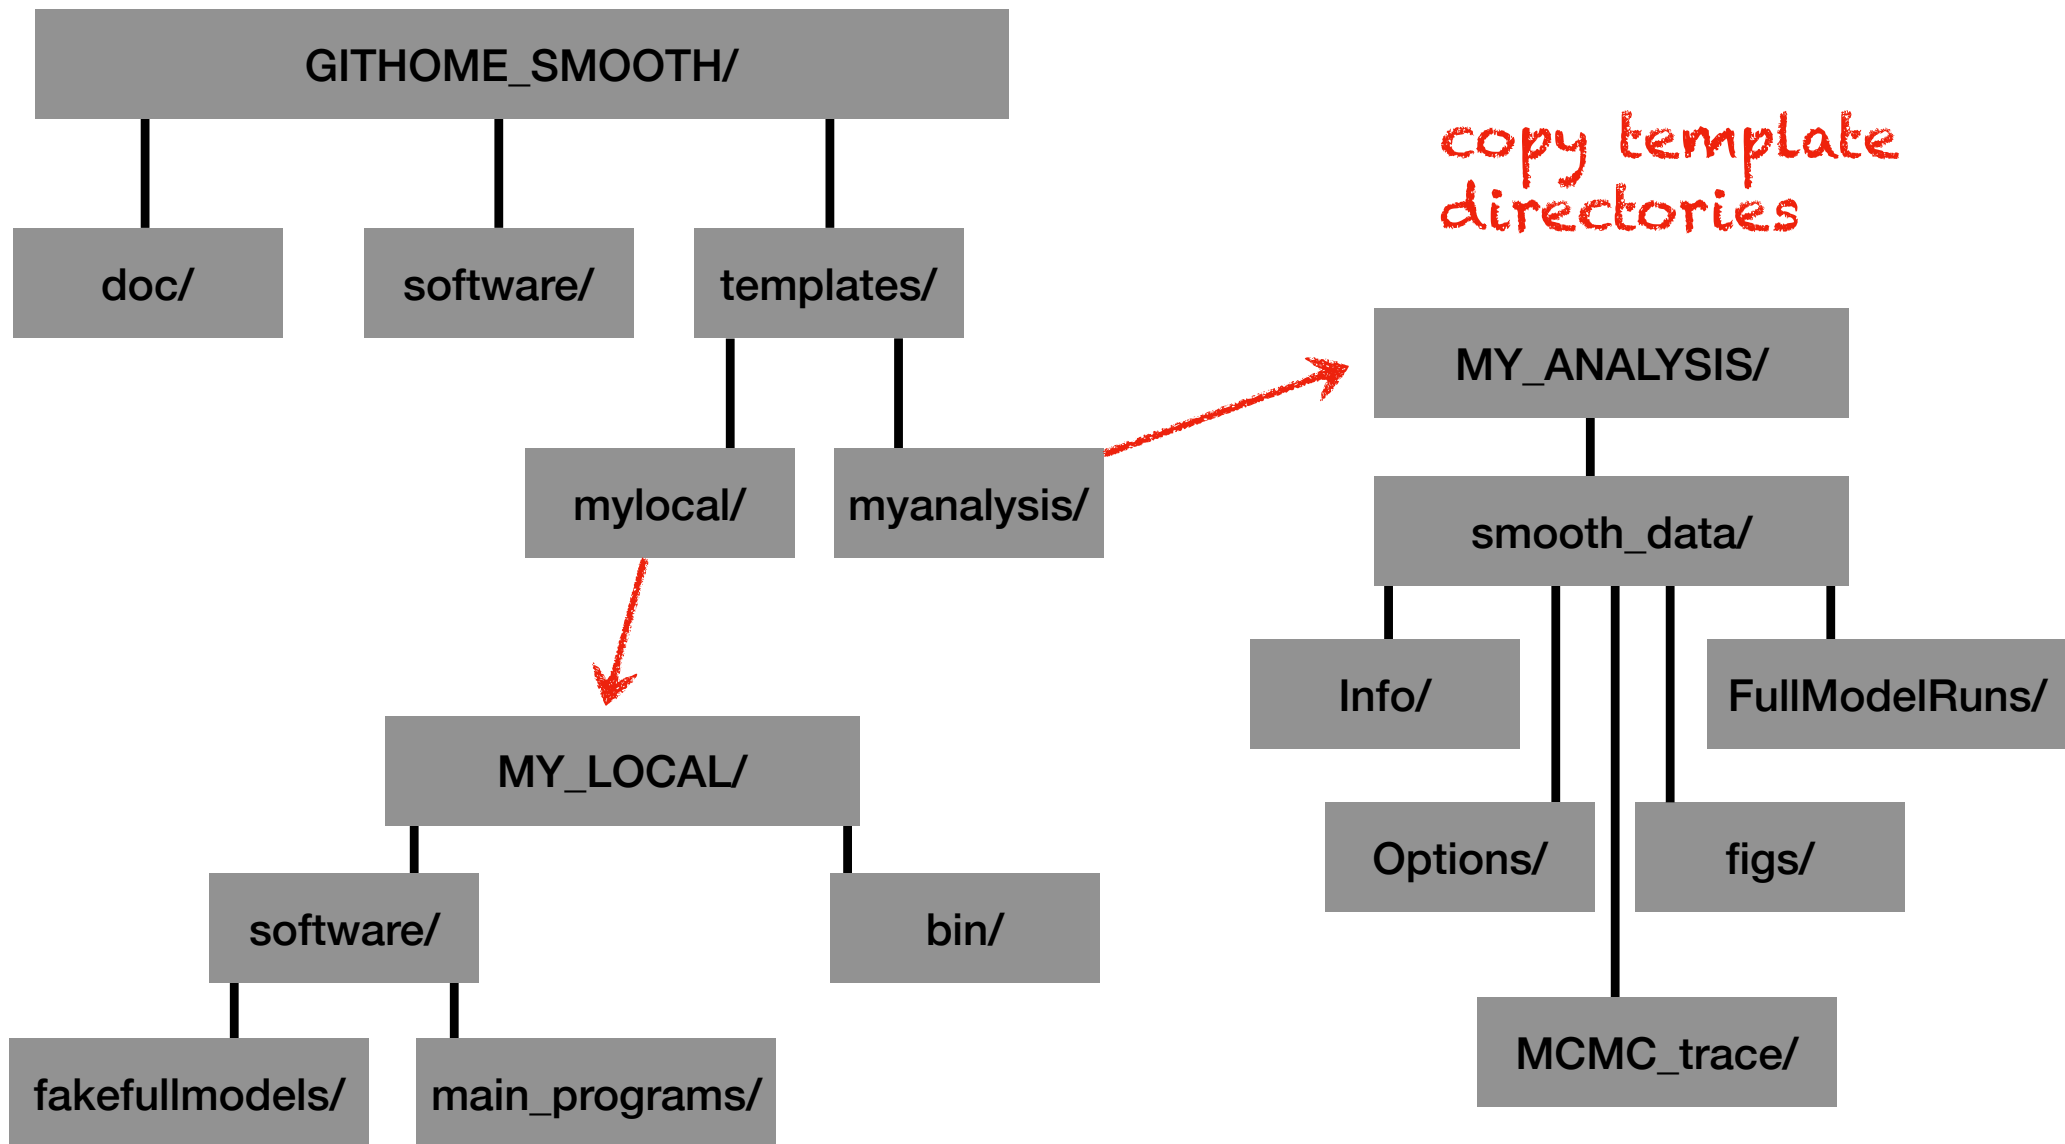 GITHOME_SMOOTH/
copy template
directories
doc/
software/
templates/
MY_ANALYSIS/
mylocal/
myanalysis/
smooth_data/
Info/
FullModelRuns/
MY_LOCAL/
Options/
figs/
software/
bin/
MCMC_trace/
fakefullmodels/
main_programs/